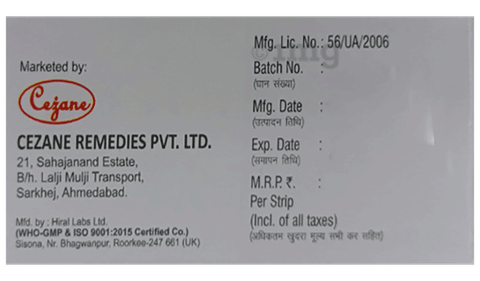 Marketed by:
Cežane
CEZANE REMEDIES PVT. LTD.
21, Sahajanand Estate,
B/h. Lalji Mulji Transport,
Sarkhej, Ahmedabad.
Mfd. by : Hiral Labs Ltd.
(WHO-GMP & ISO 9001:2015 Certified Co.)
Sisona, Nr. Bhagwanpur, Roorkee-247 661 (UK)
Mfg. Lic. No.: 56/UA/2006
Batch No. :
(घान संख्या)
Mfg. Date :
(उत्पादन तिथि)
Exp. Date :
(समापन तिथि)
M.R.P. ₹. :
Per Strip
(Incl. of all taxes)
(अधिकतम खुदरा मूल्य सभी कर सहित)